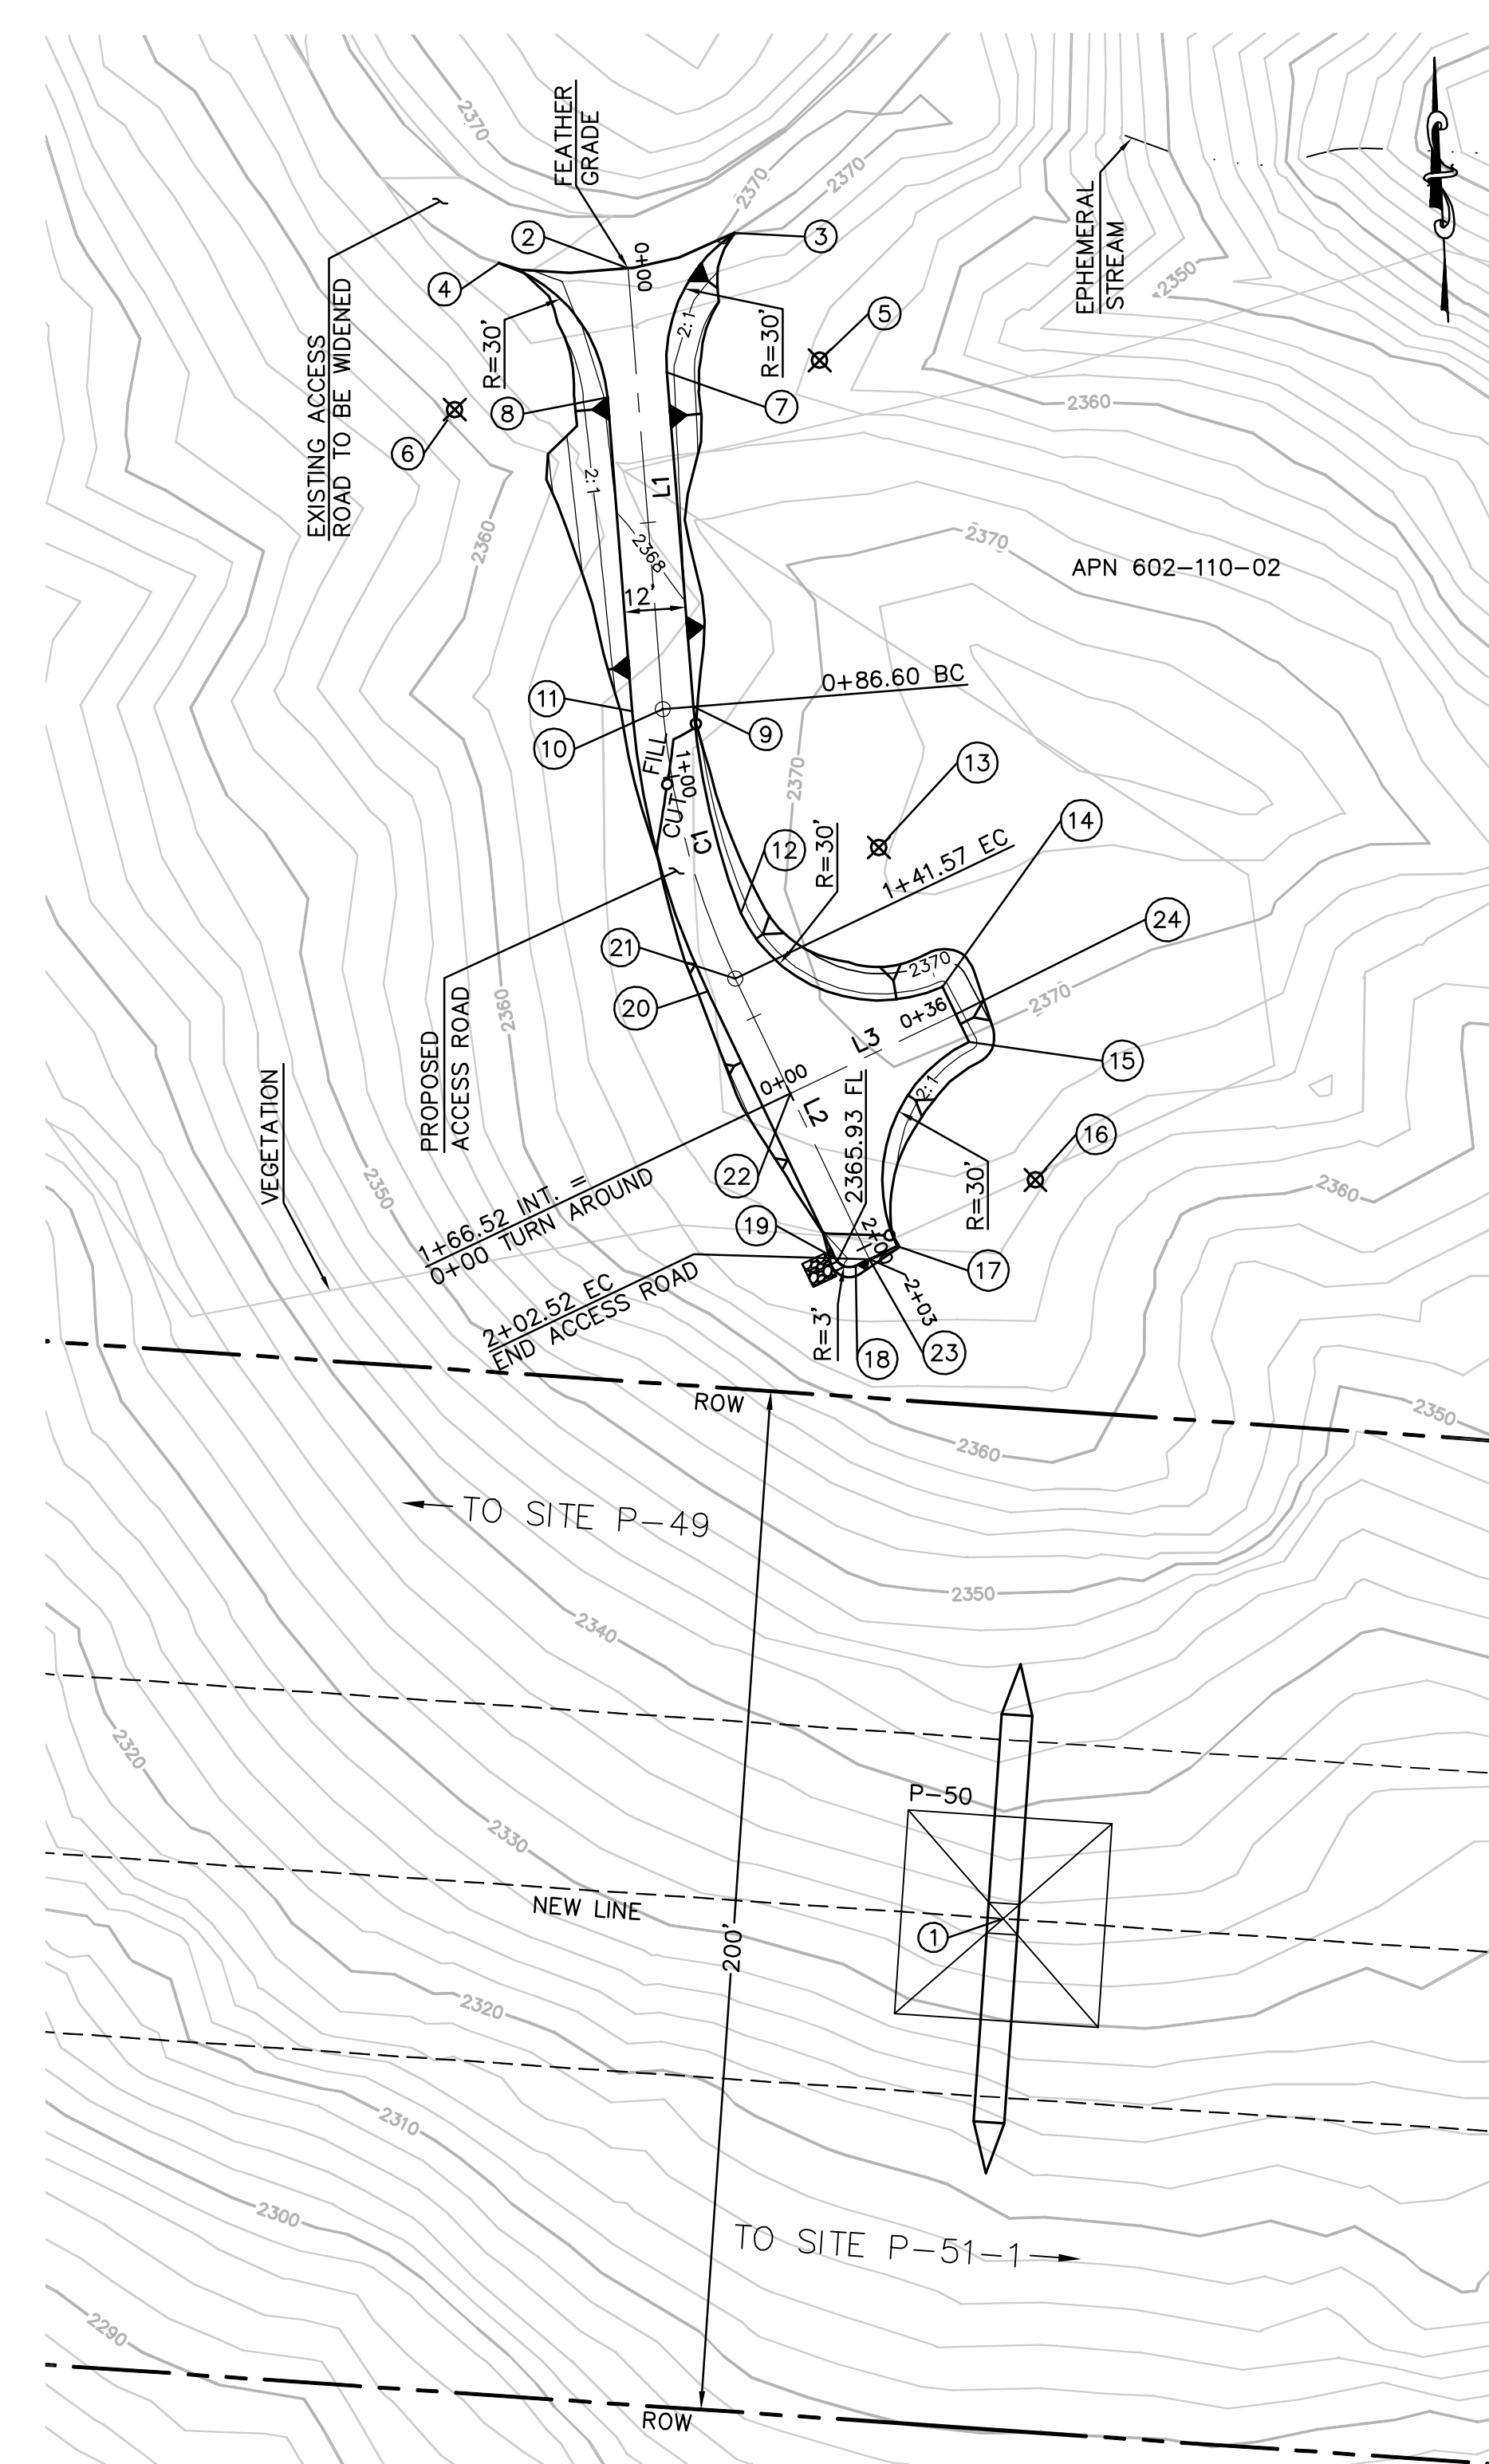 2370
FEATHER
GRADE
2370
2370
EPHEMERAL
STREAM
2350
2
3
4
0+00
5
6
EXISTING ACCESS
ROAD TO BE WIDENED
R=30'
R=30'
2:1
7
8
2360
2:1
L1
2360
2370
APN 602-110-02
2368
12'
0+86.60 BC
11
10
9
FILL
1+00
CUT
C1
2370
13
14
12
R=30'
1+41.57 EC
24
21
20
2360
2370
0+36
2370
L3
PROPOSED
ACCESS ROAD
15
VEGETATION
0+00
L2
2:1
2365.93 FL
16
22
R=30'
2350
2360
1+66.52 INT. =
0+00 TURN AROUND
19
2+00
17
2+02.52 EC
END ACCESS ROAD
2+03
R=3'
18
23
ROW
2350
2360
TO SITE P-49
2350
2340
2320
P-50
2330
NEW LINE
1
200'
2320
2310
2300
TO SITE P-51-1
2290
ROW